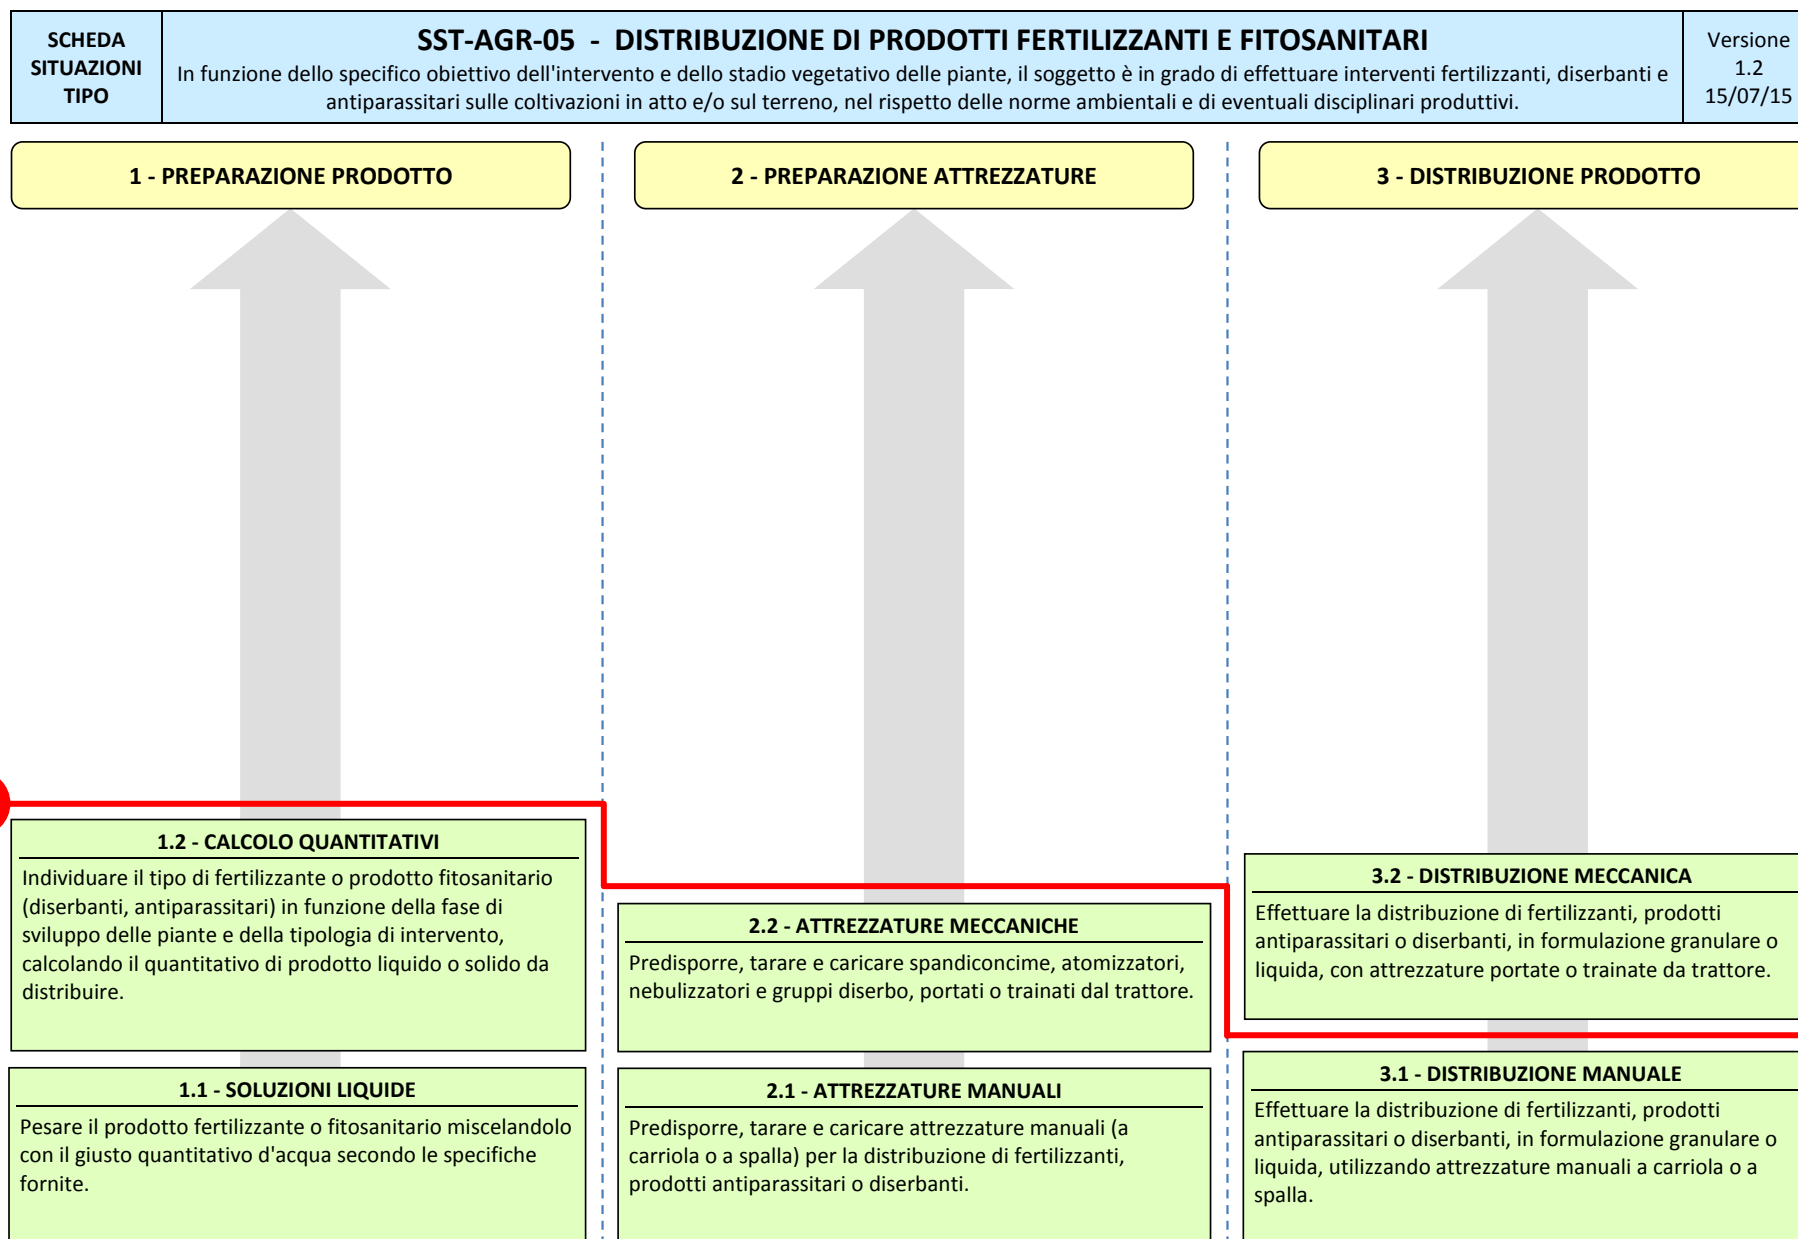 SCHEDA
SITUAZIONI
TIPO
SST-AGR-05 - DISTRIBUZIONE DI PRODOTTI FERTILIZZANTI E FITOSANITARI
In funzione dello specifico obiettivo dell'intervento e dello stadio vegetativo delle piante, il soggetto è in grado di effettuare interventi fertilizzanti, diserbanti e
antiparassitari sulle coltivazioni in atto e/o sul terreno, nel rispetto delle norme ambientali e di eventuali disciplinari produttivi.
Versione
1.2
15/07/15
1 - PREPARAZIONE PRODOTTO
2 - PREPARAZIONE ATTREZZATURE
3 - DISTRIBUZIONE PRODOTTO
1.2 - CALCOLO QUANTITATIVI
Individuare il tipo di fertilizzante o prodotto fitosanitario
(diserbanti, antiparassitari) in funzione della fase di
sviluppo delle piante e della tipologia di intervento,
calcolando il quantitativo di prodotto liquido o solido da
distribuire.
2.2 - ATTREZZATURE MECCANICHE
Predisporre, tarare e caricare spandiconcime, atomizzatori,
nebulizzatori e gruppi diserbo, portati o trainati dal trattore.
3.2 - DISTRIBUZIONE MECCANICA
Effettuare la distribuzione di fertilizzanti, prodotti
antiparassitari o diserbanti, in formulazione granulare o
liquida, con attrezzature portate o trainate da trattore.
1.1 - SOLUZIONI LIQUIDE
Pesare il prodotto fertilizzante o fitosanitario miscelandolo
con il giusto quantitativo d'acqua secondo le specifiche
fornite.
2.1 - ATTREZZATURE MANUALI
Predisporre, tarare e caricare attrezzature manuali (a
carriola o a spalla) per la distribuzione di fertilizzanti,
prodotti antiparassitari o diserbanti.
3.1 - DISTRIBUZIONE MANUALE
Effettuare la distribuzione di fertilizzanti, prodotti
antiparassitari o diserbanti, in formulazione granulare o
liquida, utilizzando attrezzature manuali a carriola o a
spalla.